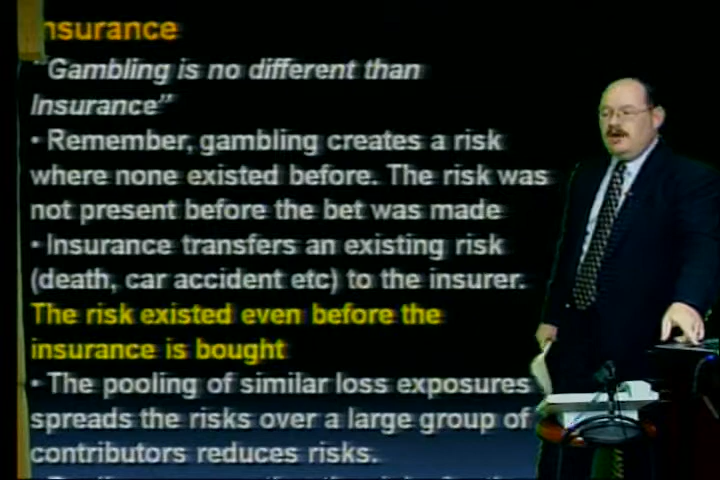 nsurance
"Gambling is no different than
Insurance"
• Remember, gambling creates a risk
where none existed before. The risk was
not present before the bet was made
• Insurance transfers an existing risk
(death, car accident etc) to the insurer.
The risk existed even before the
insurance is bought
• The pooling of similar loss exposures
spreads the risks over a large group of
contributors reduces risks.